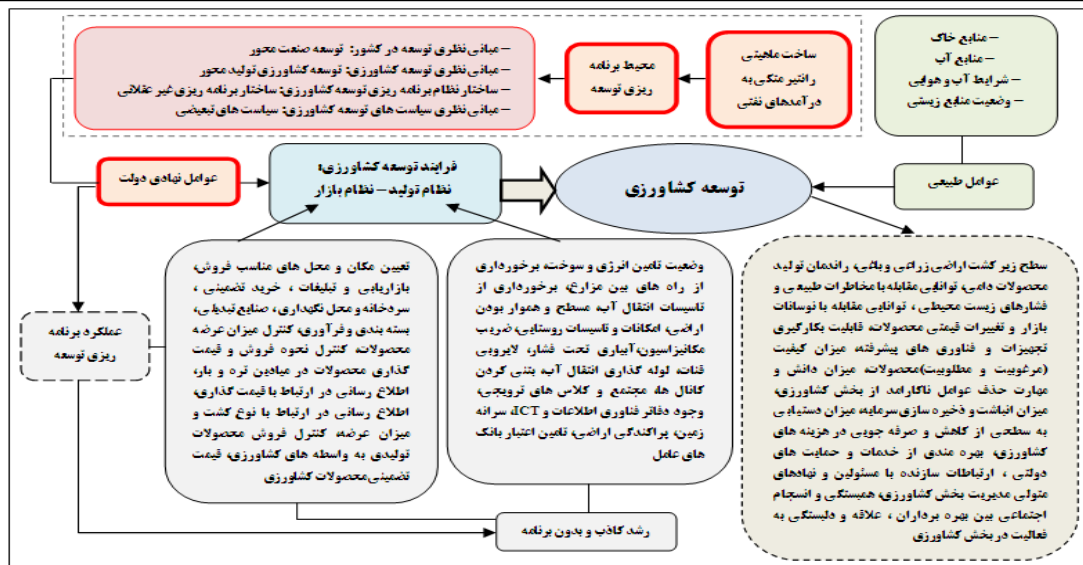 – مبانی نظری توسعه در کشور: توسعه صنعت محور
– مبانی نظری توسعه کشاورزی: توسعه کشاورزی تولید محور
– ساختار نظام برنامه ریزی توسعه کشاورزی: ساختار برنامه ریزی غیر عقلانی
– مبانی نظری سیاست های توسعه کشاورزی: سیاست های تبعیضی
محیط برنامه
ریزی توسعه
ساخت ماهیتی
رانتیر متکی به
درآمدهای نفتی
– منابع خاک
– منابع آب
– شرایط آب و هوایی
– وضعیت منابع زیستی
عوامل نهادی دولت
فرایند توسعه کشاورزی:
نظام تولید – نظام بازار
توسعه کشاورزی
عوامل طبیعی
عملکرد برنامه
ریزی توسعه
تعیین مکان و محل های مناسب فروش،
بازاریابی و تبلیغات ، خرید تضمینی ،
سردخانه و محل نگهداری، صنایع تبدیلی،
بسته بندی و فرآوری، کنترل میزان عرضه
محصولات، کنترل نحوه فروش و قیمت
گذاری محصولات در میادین تره و بار،
اطلاع رسانی در ارتباط با قیمت گذاری،
اطلاع رسانی در ارتباط با نوع کشت و
میزان عرضه، کنترل فروش محصولات
تولیدی به واسطه های کشاورزی، قیمت
تضمینی محصولات کشاورزی
وضعیت تامین انرژی و سوخت، برخورداری
از راه های بین مزارع، برخورداری از
تاسیسات انتقال آب، مسطح و هموار بودن
اراضی، امکانات و تاسیسات روستایی، ضریب
مکانیزاسیون،آبیاری تحت فشار، لایروبی
قنات، لوله گذاری انتقال آب، بتنی کردن
کانال ها، مجتمع و کلاس های ترویجی،
وجود دفاتر فناوری اطلاعات و ICT، سرانه
زمین، پراکندگی اراضی، تامین اعتبار بانک
های عامل
سطح زیر کشت اراضی زراعی و باغی، راندمان تولید
محصولات دامی، توانایی مقابله با مخاطرات طبیعی و
فشارهای زیست محیطی ، توانایی مقابله با نوسانات
بازار و تغییرات قیمتی محصولات، قابلیت بکارگیری
تجهیزات و فناوری های پیشرفته، میزان کیفیت
(مرغوبیت و مطلوبیت)محصولات، میزان دانش و
مهارت حذف عوامل ناکارامد از بخش کشاورزی،
میزان انباشت و ذخیره سازی سرمایه، میزان دستیابی
به سطحی از کاهش و صرفه جویی در هزینه های
کشاورزی، بهره مندی از خدمات و حمایت های
دولتی ، ارتباطات سازنده با مسئولین و نهادهای
متولی مدیریت بخش کشاورزی، همبستگی و انسجام
اجتماعی بین بهره برداران ، علاقه و دلبستگی به
فعالیت در بخش کشاورزی
رشد کاذب و بدون برنامه